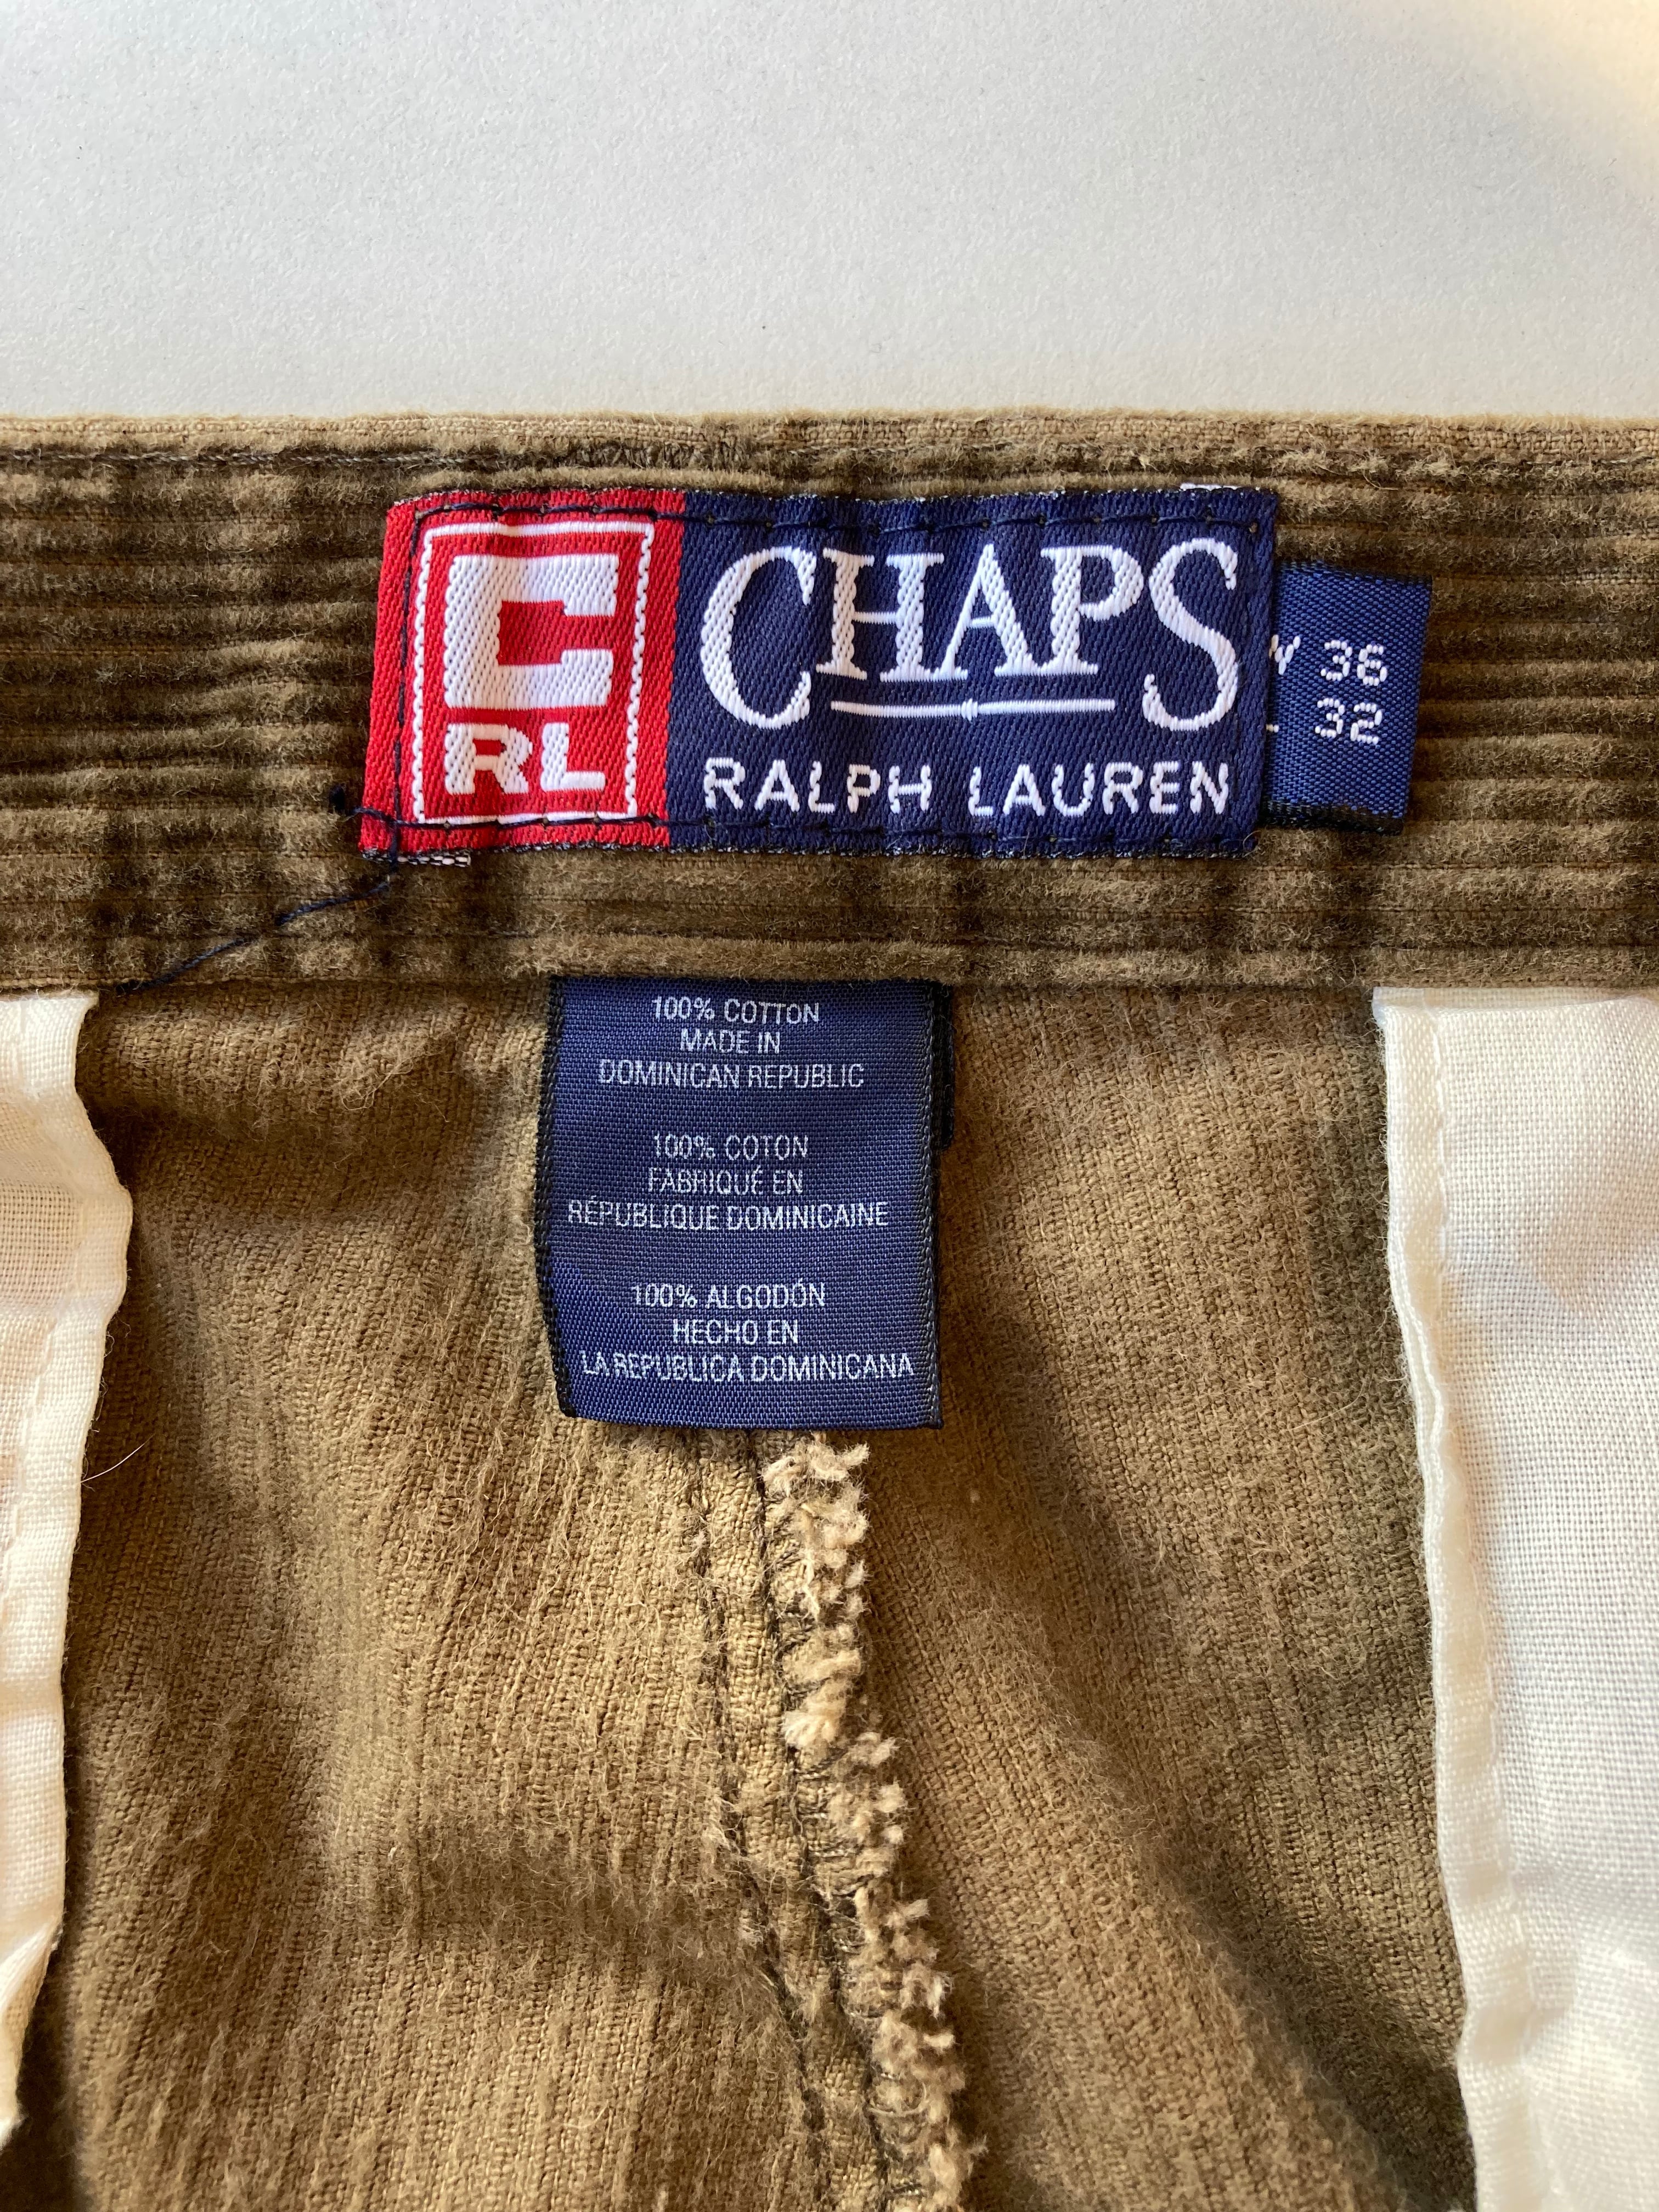 C
RL
CHAPS
RALPH LAUREN
W 36
L 32
100% COTTON
MADE IN
DOMINICAN REPUBLIC
100% COTON
FABRIQUÉ EN
RÉPUBLIQUE DOMINICAINE
100% ALGODÓN
HECHO EN
LA REPUBLICA DOMINICANA